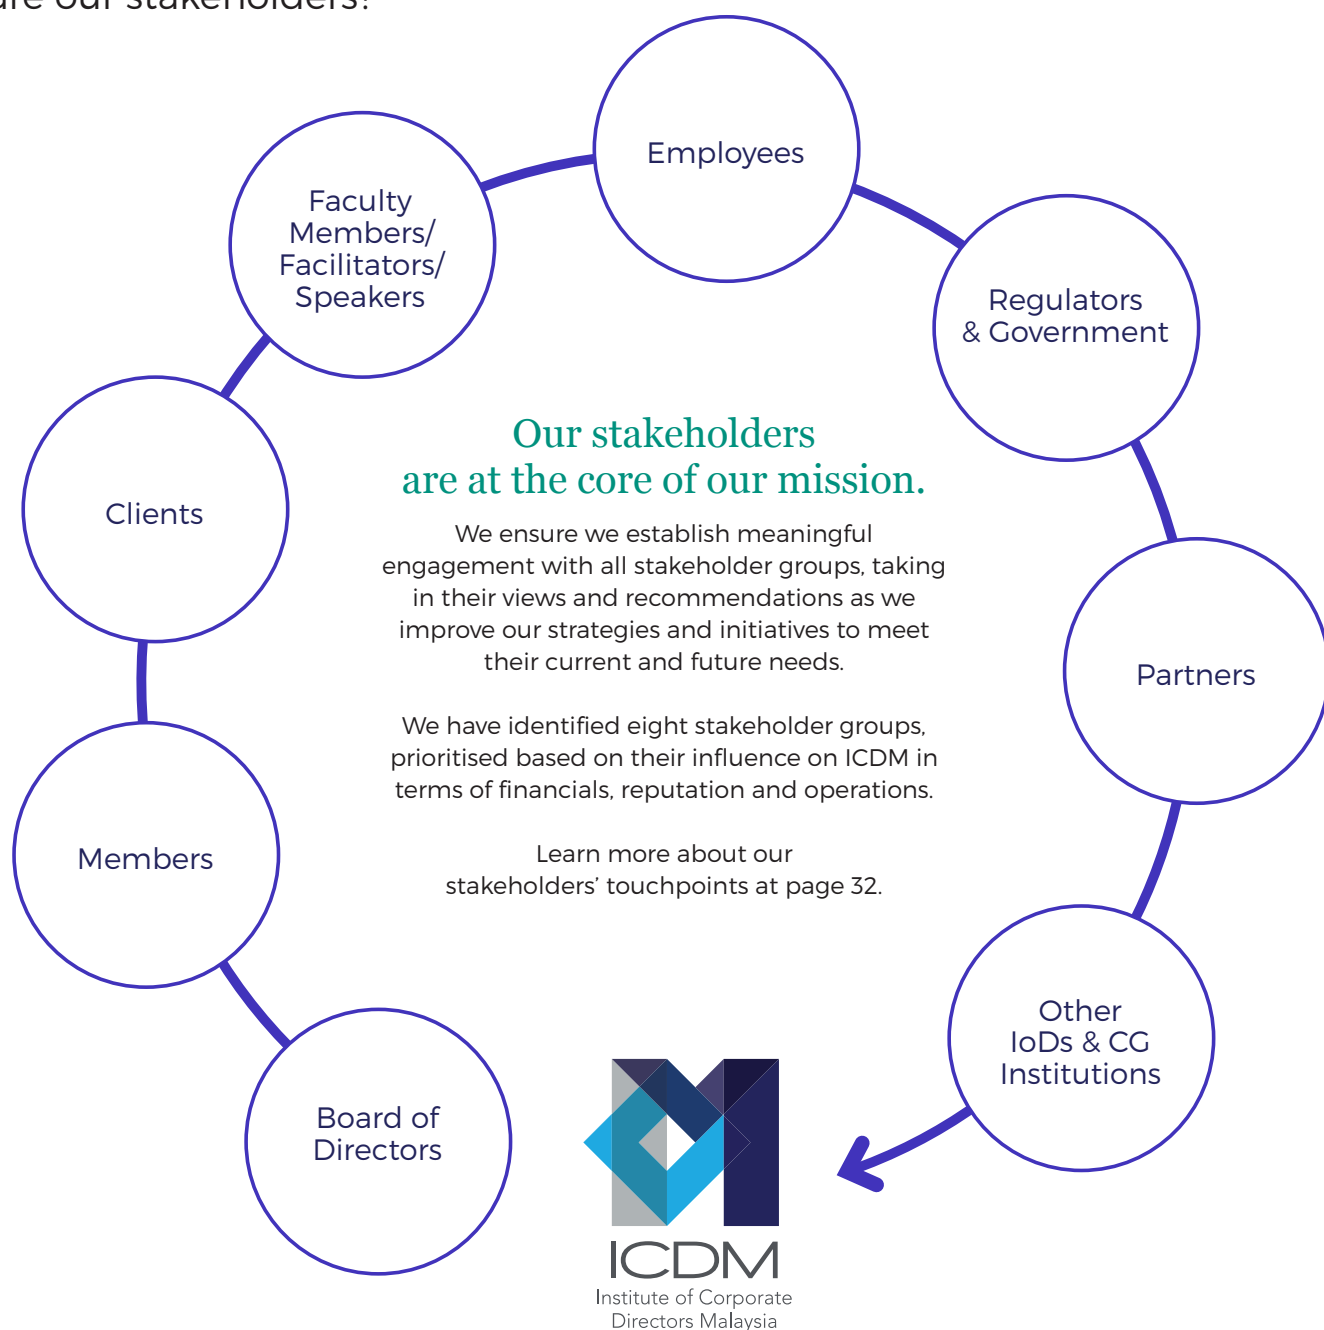 are our stakeholders?
Employees
Faculty
Members/
Facilitators/
Speakers
Regulators
& Government
Clients
Our stakeholders
are at the core of our mission.
We ensure we establish meaningful
engagement with all stakeholder groups, taking
in their views and recommendations as we
improve our strategies and initiatives to meet
their current and future needs.
We have identified eight stakeholder groups,
prioritised based on their influence on ICDM in
terms of financials, reputation and operations.
Learn more about our
stakeholders’ touchpoints at page 32.
Partners
Members
Other
IoDs & CG
Institutions
Board of
Directors
ICDM
Institute of Corporate
Directors Malaysia